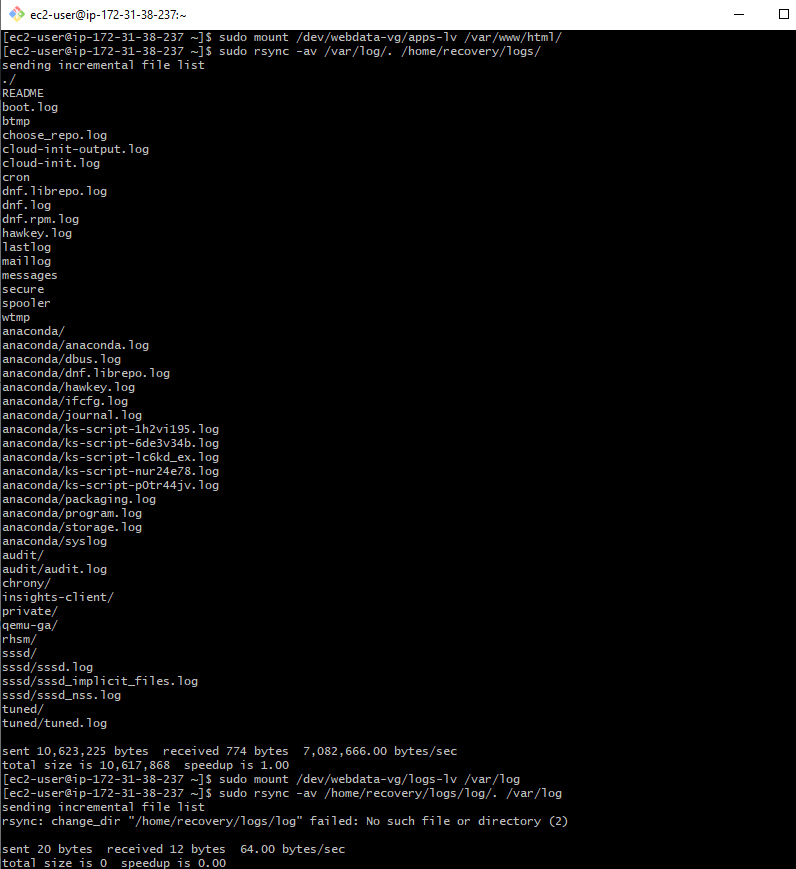 ec2-user@ip-172-31-38-237:~
[ec2-user@ip-172-31-38-237 ~]$ sudo mount /dev/webdata-vg/apps-lv /var/www/html/
[ec2-user@ip-172-31-38-237 ~]$ sudo rsync -av /var/log/. /home/recovery/logs/
sending incremental file list
./
README
boot.log
btmp
choose_repo.log
cloud-init-output.log
cloud-init.log
cron
dnf.librepo.log
dnf.log
dnf.rpm.log
hawkey.log
lastlog
maillog
messages
secure
spooler
wtmp
anaconda/
anaconda/anaconda.log
anaconda/dbus.log
anaconda/dnf.librepo.log
anaconda/hawkey.log
anaconda/ifcfg.log
anaconda/journal.log
anaconda/ks-script-1h2vi195.log
anaconda/ks-script-6de3v34b.log
anaconda/ks-script-lc6kd_ex.log
anaconda/ks-script-nur24e78.log
anaconda/ks-script-p0tr44jv.log
anaconda/packaging.log
anaconda/program.log
anaconda/storage.log
anaconda/syslog
audit/
audit/audit.log
chrony/
insights-client/
private/
qemu-ga/
rhsm/
sssd/
sssd/sssd.log
sssd/sssd_implicit_files.log
sssd/sssd_nss.log
tuned/
tuned/tuned.log
sent 10,623,225 bytes  received 774 bytes  7,082,666.00 bytes/sec
total size is 10,617,868  speedup is 1.00
[ec2-user@ip-172-31-38-237 ~]$ sudo mount /dev/webdata-vg/logs-lv /var/log
[ec2-user@ip-172-31-38-237 ~]$ sudo rsync -av /home/recovery/logs/log/. /var/log
sending incremental file list
rsync: change_dir "/home/recovery/logs/log" failed: No such file or directory (2)
sent 20 bytes  received 12 bytes  64.00 bytes/sec
total size is 0  speedup is 0.00